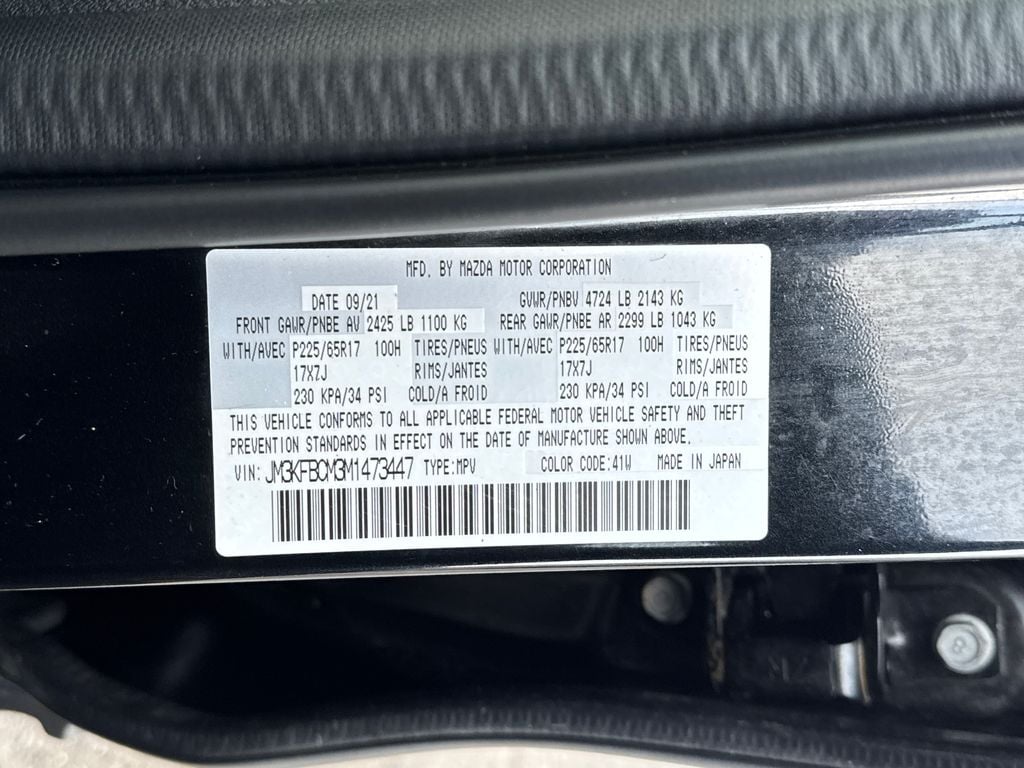 MFD. BY MAZDA MOTOR CORPORATION
DATE 09/21 GVWR/PNBV 4724 LB 2143 KG
FRONT GAWR/PNBE AV 2425 LB 1100 KG REAR GAWR/PNBE AR 2299 LB 1043 KG
WITH/AVEC P225/65R17 100H TIRES/PNEUS WITH/AVEC P225/65R17 100H TIRES/PNEUS
17X7J RIMS/JANTES 17X7J RIMS/JANTES
230 KPA/34 PSI COLD/A FROID 230 KPA/34 PSI COLD/A FROID
THIS VEHICLE CONFORMS TO ALL APPLICABLE FEDERAL MOTOR VEHICLE SAFETY AND THEFT
PREVENTION STANDARDS IN EFFECT ON THE DATE OF MANUFACTURE SHOWN ABOVE.
VIN: JM3KFBCM3M1473447 TYPE:MPV COLOR CODE:41W MADE IN JAPAN
8